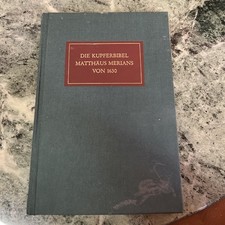 DIE KUPFERBIBEL
MATTHÄUS MERIANS
VON 1630